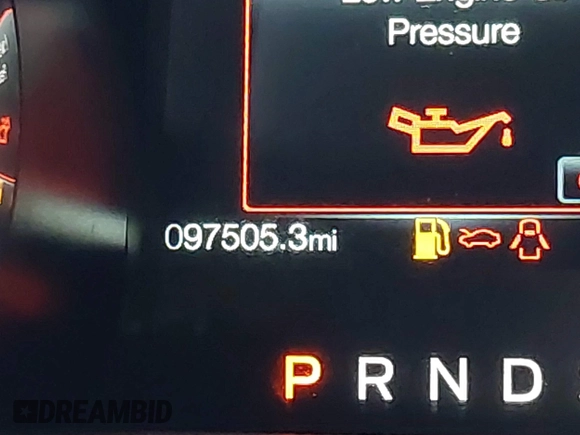 Pressure
097505.3mi
P R N D
DREAMBID